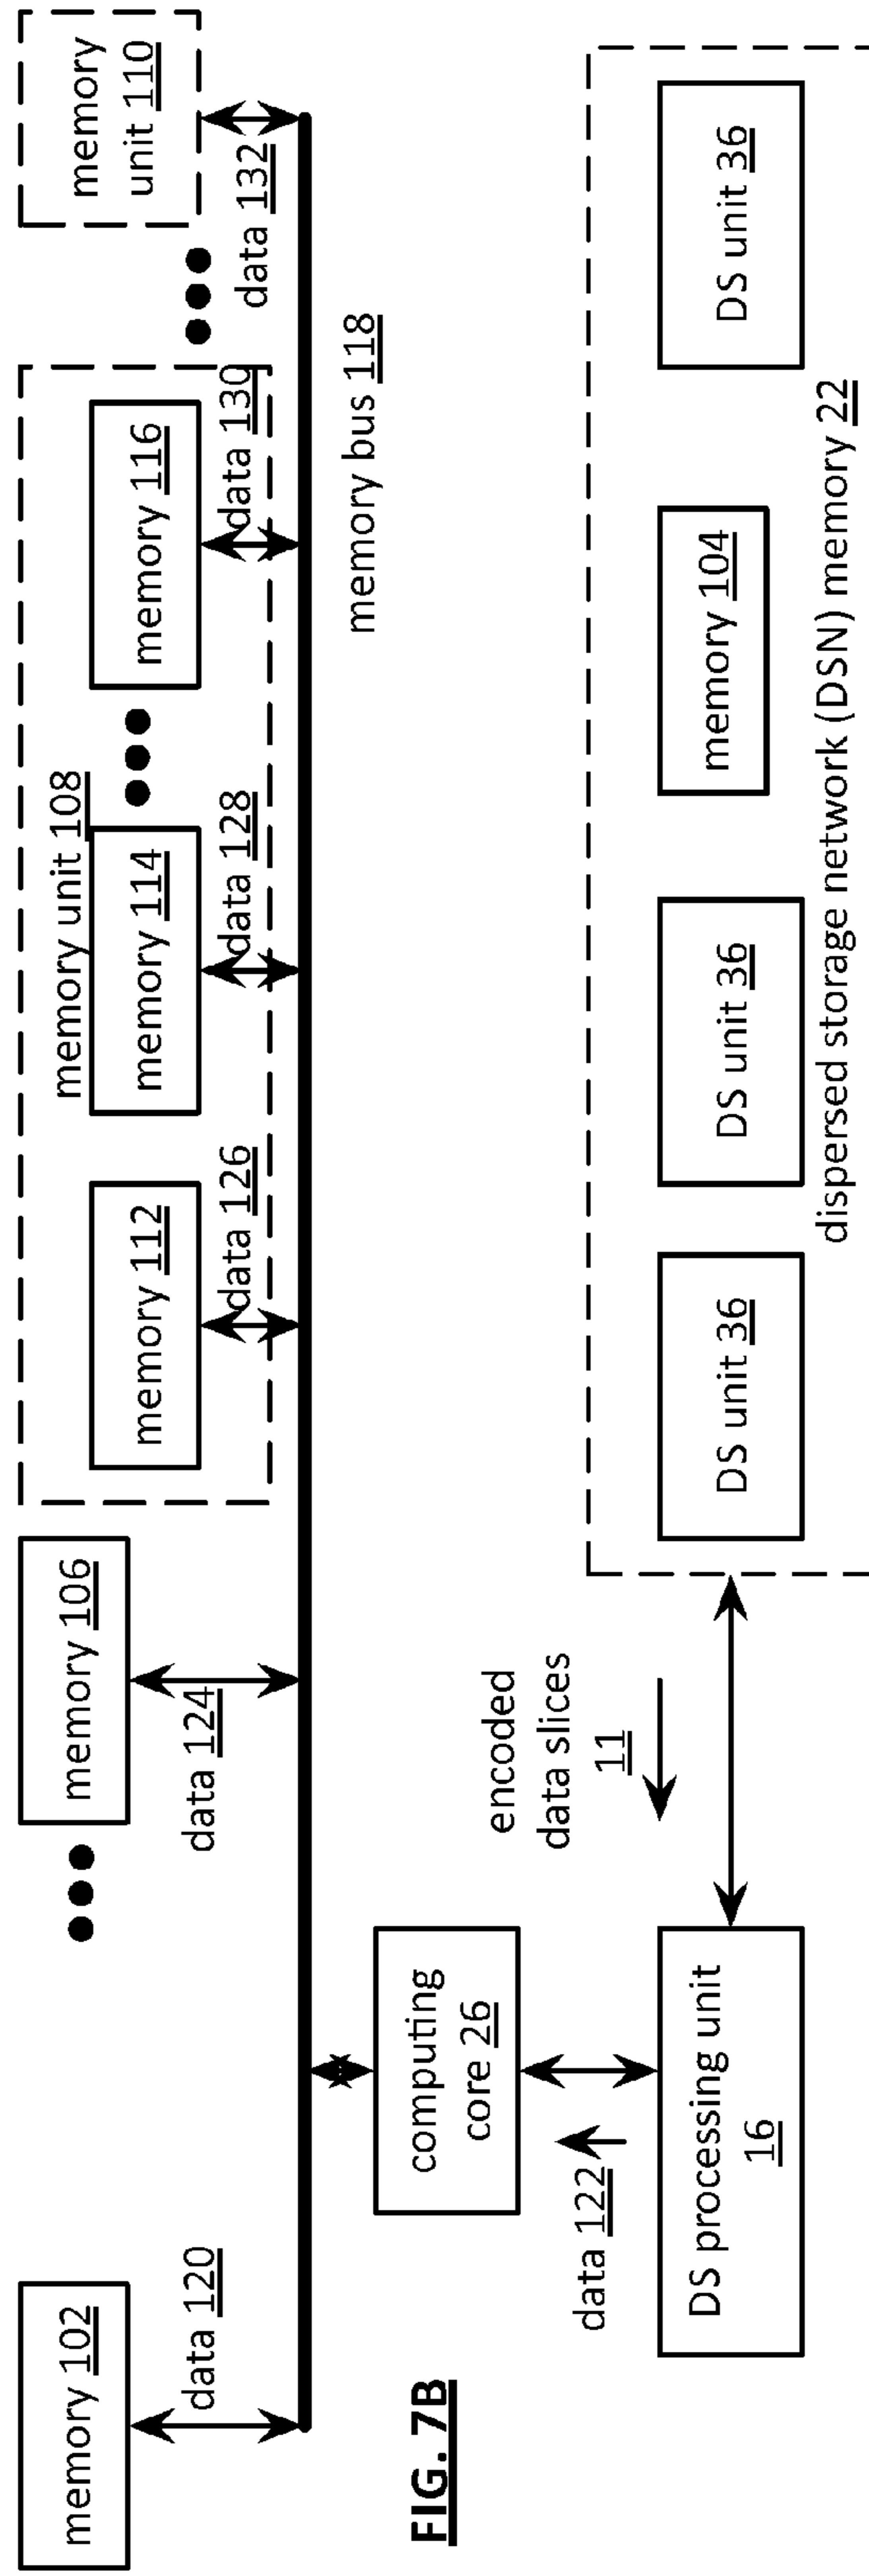 memory 102
data 120
memory 106
data 124
memory unit 108
memory 112
data 126
memory 114
data 128
memory 116
data 130
memory
unit 110
data 132
memory bus 118
computing
core 26
data 122
DS processing unit
16
encoded
data slices
11
DS unit 36
DS unit 36
memory 104
DS unit 36
dispersed storage network (DSN) memory 22
FIG. 7B